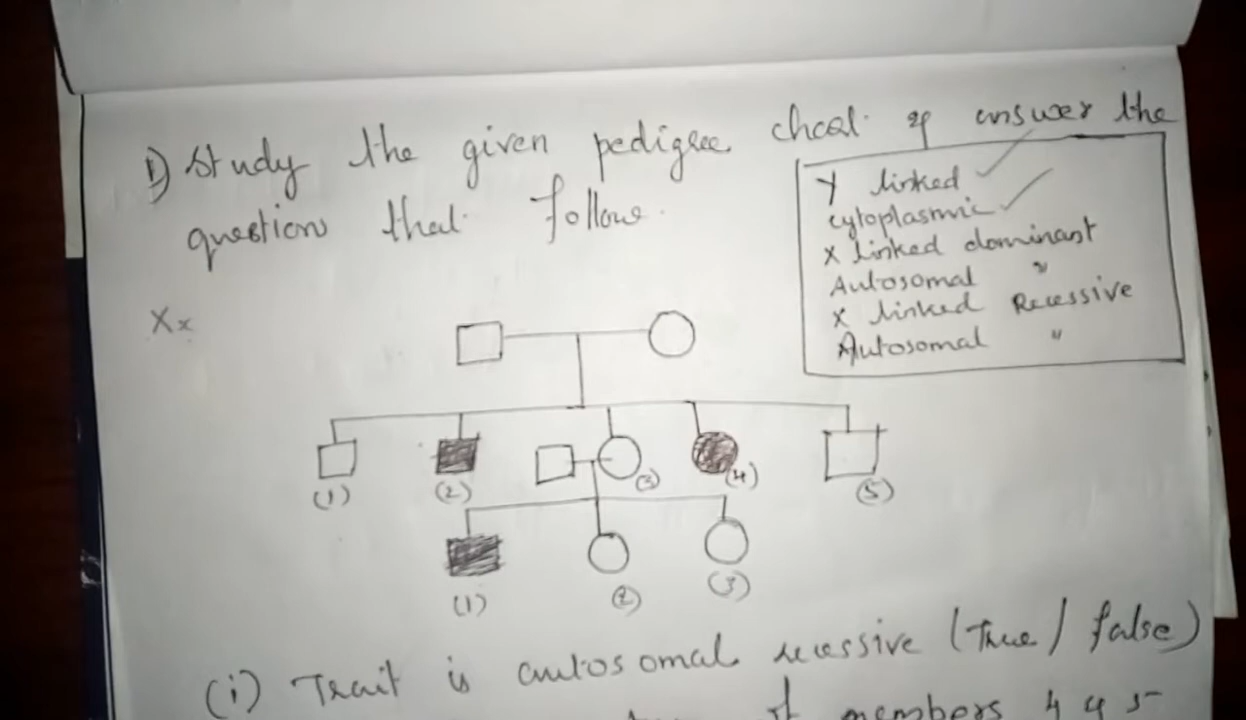 1) Study the given pedigree chart & answer the
questions that follow.
Y linked ✓
cytoplasmic ✓
X linked dominant
Autosomal "
X linked Recessive
Autosomal "
Xx
(1) (2) (3) (4) (5)
(1) (2) (3)
(i) Trait is autosomal recessive (True / false)
of members 4 & 5